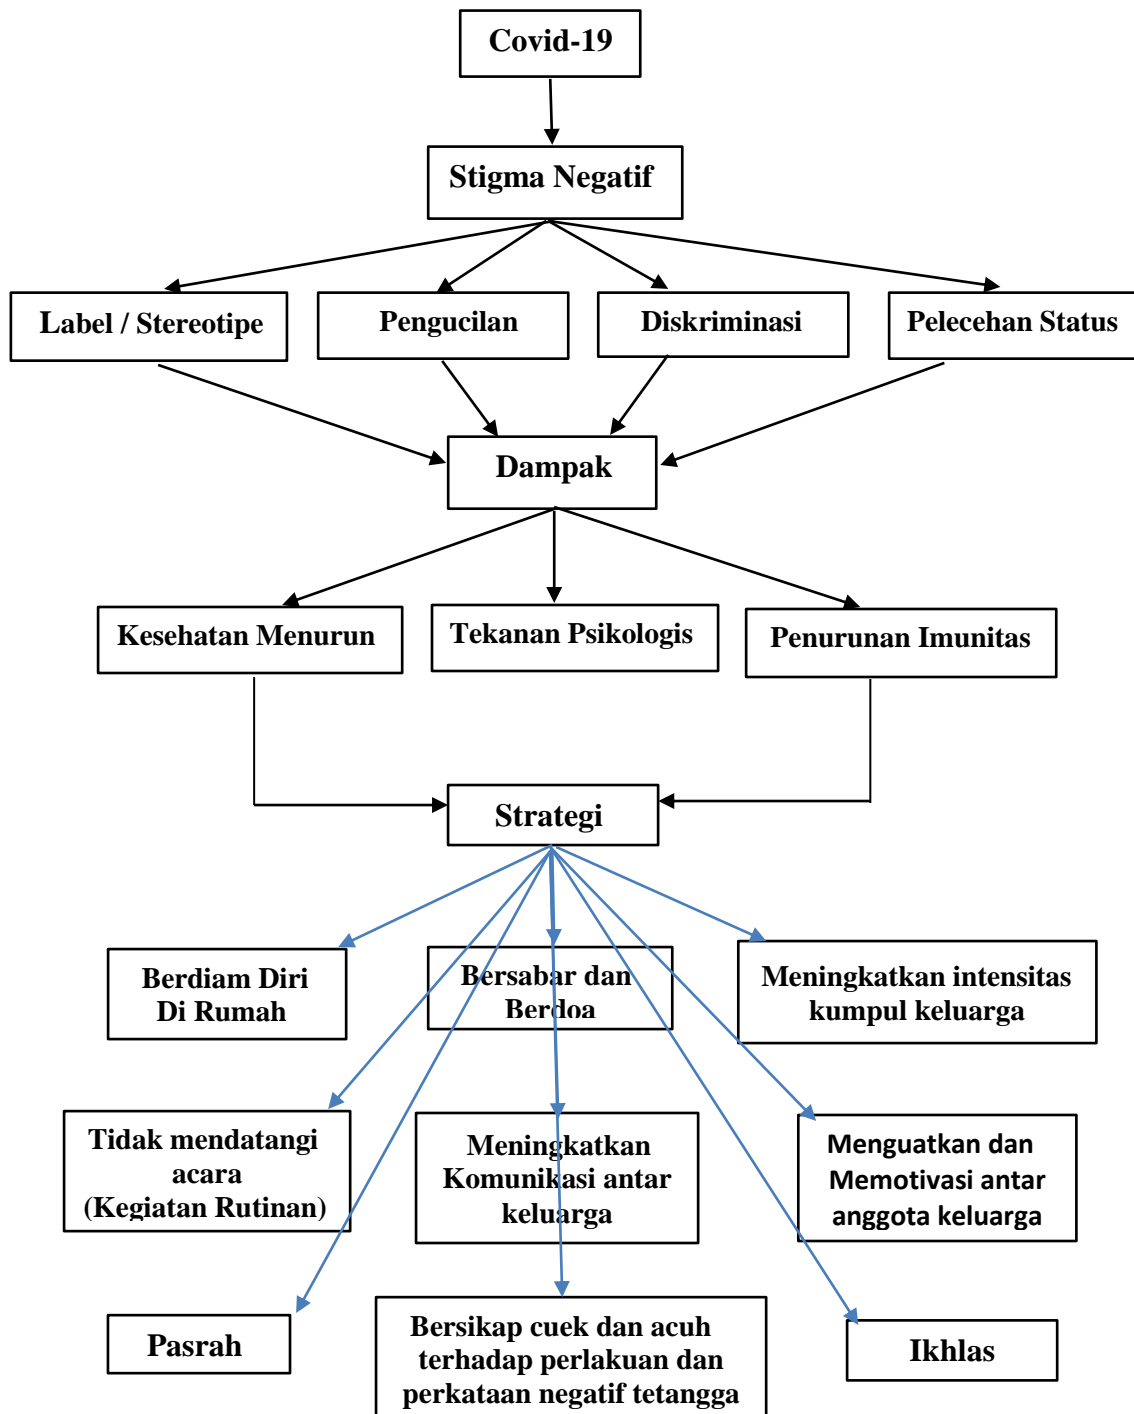 Covid-19
Stigma Negatif
Label / Stereotipe
Pengucilan
Diskriminasi
Pelecehan Status
Dampak
Kesehatan Menurun
Tekanan Psikologis
Penurunan Imunitas
Strategi
Berdiam Diri
Di Rumah
Bersabar dan
Berdoa
Meningkatkan intensitas
kumpul keluarga
Tidak mendatangi
acara
(Kegiatan Rutinan)
Meningkatkan
Komunikasi antar
keluarga
Menguatkan dan
Memotivasi antar
anggota keluarga
Pasrah
Bersikap cuek dan acuh
terhadap perlakuan dan
perkataan negatif tetangga
Ikhlas